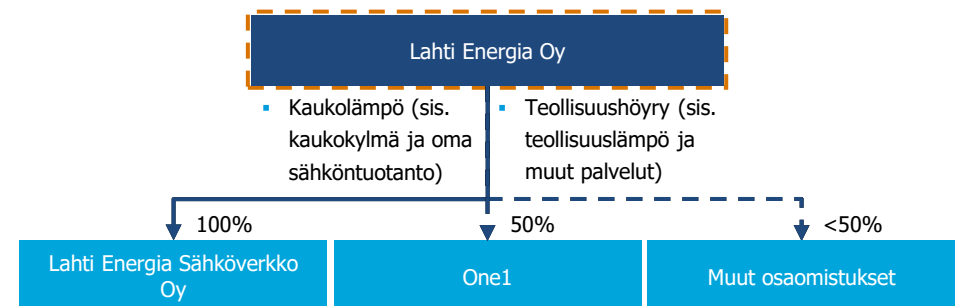 Lahti Energia Oy
▪ Kaukolämpö (sis.
kaukokylmä ja oma
sähköntuotanto)
▪ Teollisuushöyry (sis.
teollisuuslämpö ja
muut palvelut)
100%
50%
<50%
Lahti Energia Sähköverkko
Oy
One1
Muut osaomistukset